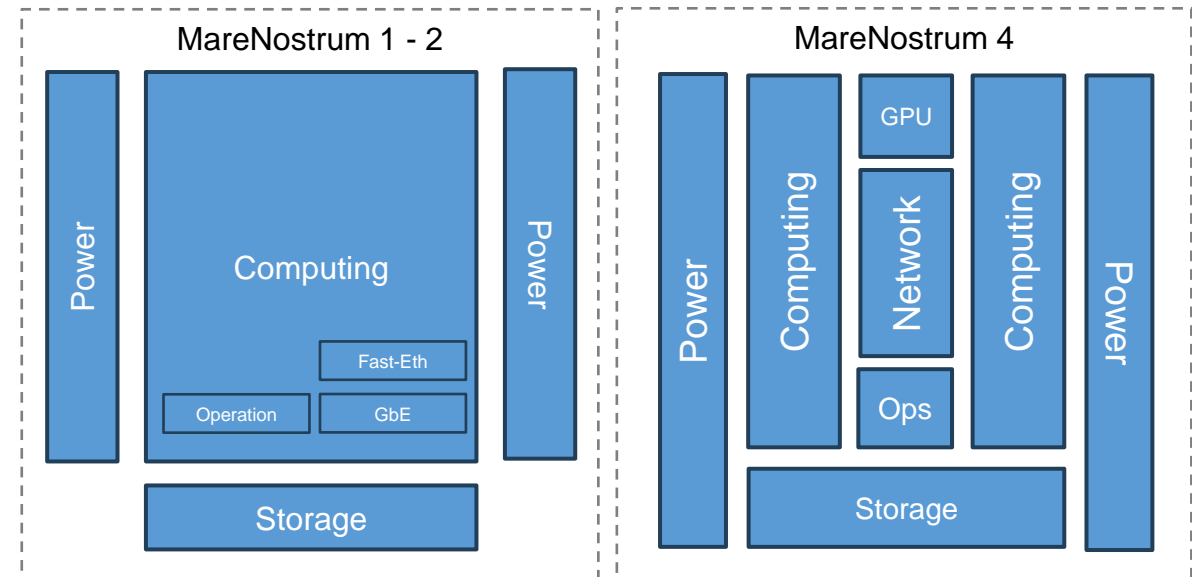 MareNostrum 1 - 2
Power
Computing
Fast-Eth
Operation
GbE
Power
Storage
MareNostrum 4
Power
Computing
GPU
Network
Ops
Computing
Power
Storage